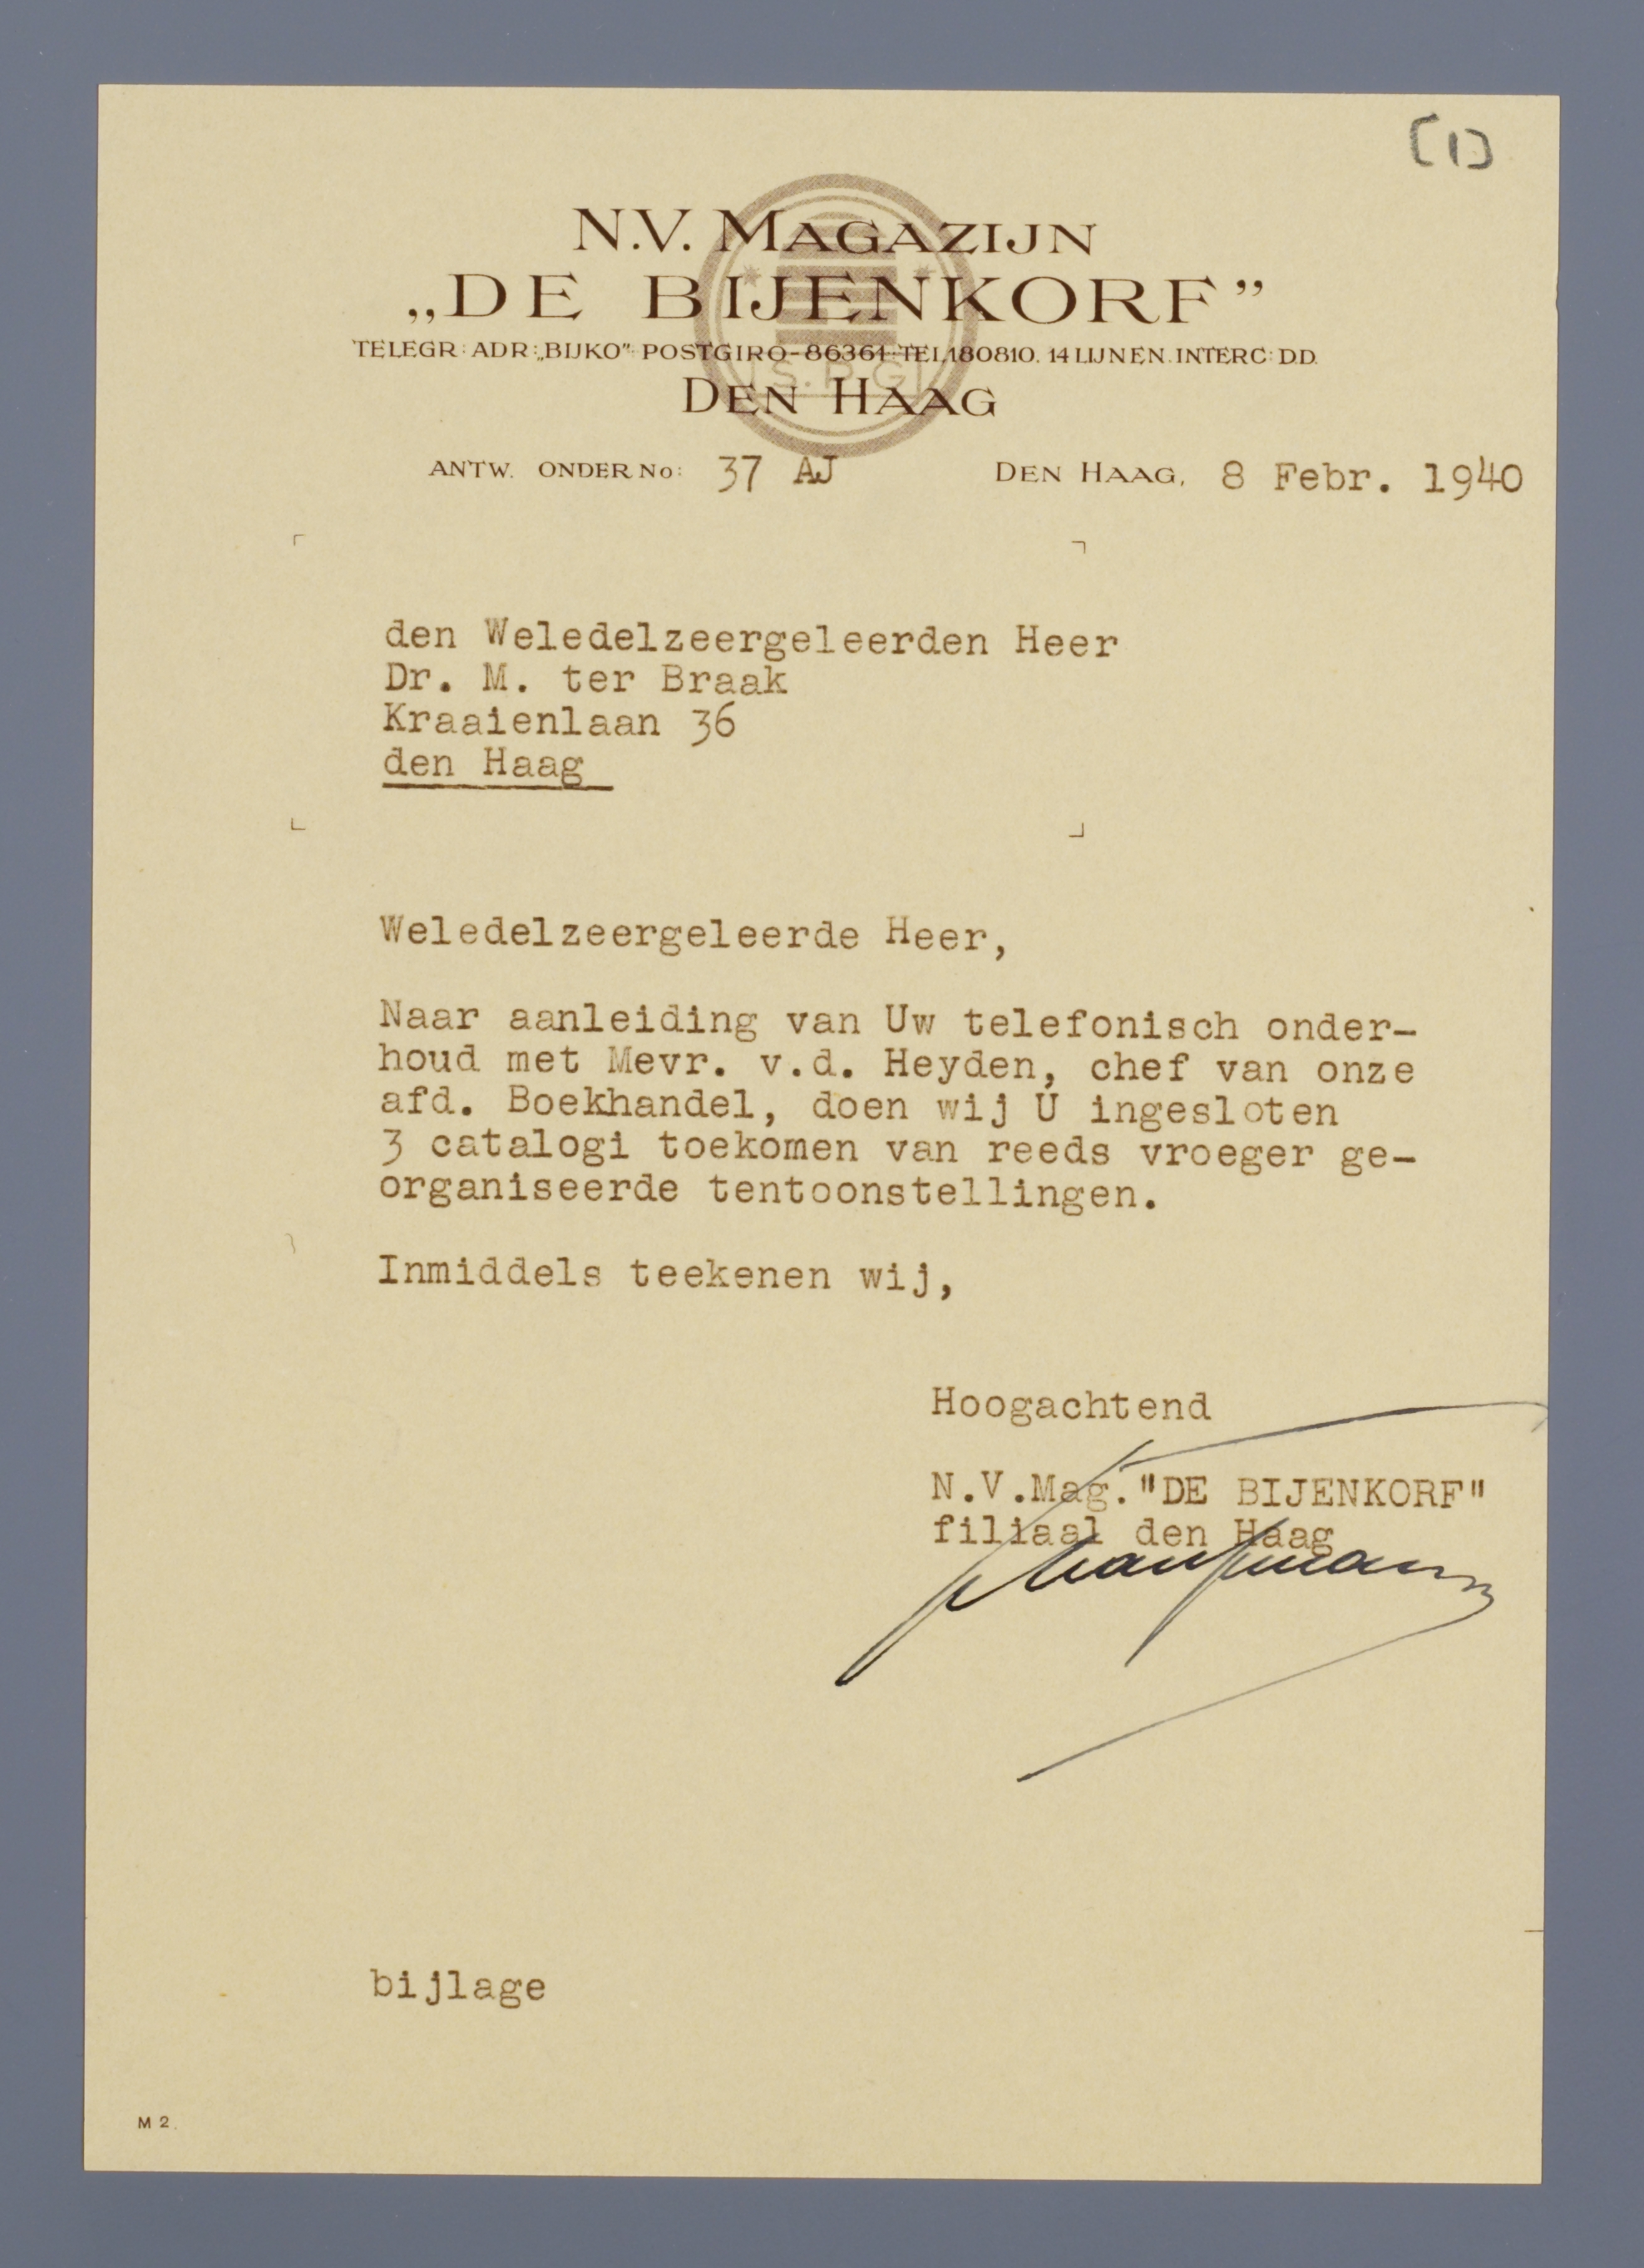 [1]
N.V. MAGAZIJN
„DE BIJENKORF”
TELEGR: ADR: „BIJKO” POSTGIRO-86361-TEL.180810. 14 LIJNEN. INTERC: D.D.
DEN HAAG
ANTW. ONDER No: 37 AJ DEN HAAG, 8 Febr. 1940
den Weledelzeergeleerden Heer
Dr. M. ter Braak
Kraaienlaan 36
den Haag
Weledelzeergeleerde Heer,
Naar aanleiding van Uw telefonisch onder-
houd met Mevr. v.d. Heyden, chef van onze
afd. Boekhandel, doen wij U ingesloten
3 catalogi toekomen van reeds vroeger ge-
organiseerde tentoonstellingen.
Inmiddels teekenen wij,
Hoogachtend
N.V.Mag."DE BIJENKORF"
filiaal den Haag
bijlage
M 2.